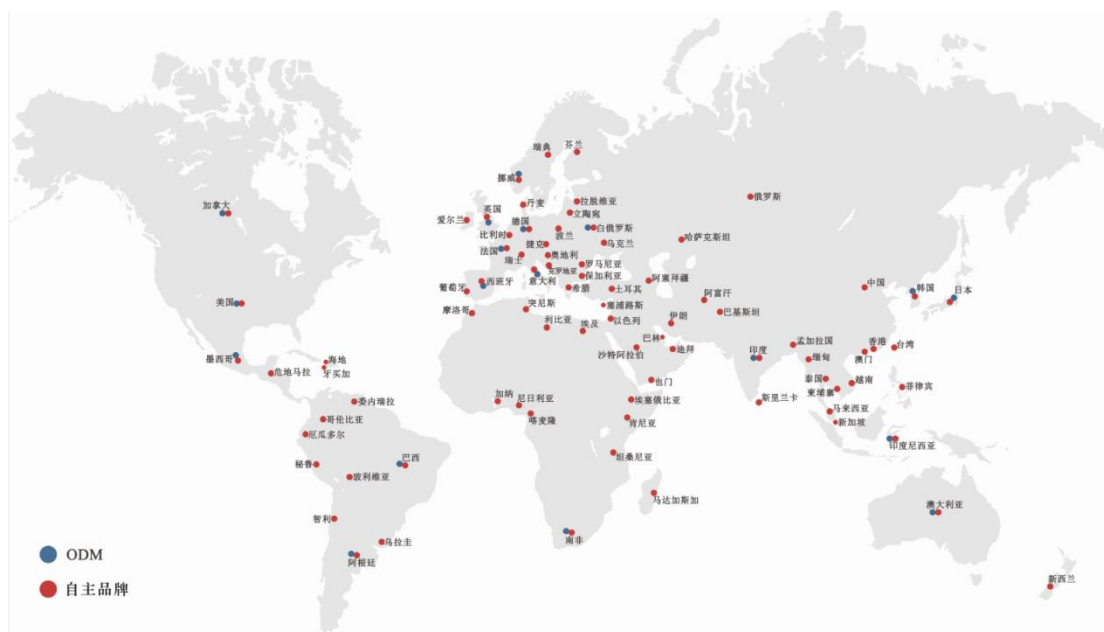 瑞典
芬兰
挪威
俄罗斯
拉脱维亚
丹麦
加拿大
英国
立陶宛
爱尔兰
德国
白俄罗斯
比利时
波兰
乌克兰
哈萨克斯坦
捷克
法国
奥地利
瑞士
罗马尼亚
克罗地亚
保加利亚
意大利
西班牙
阿塞拜疆
葡萄牙
希腊
土耳其
阿富汗
中国
韩国
日本
美国
突尼斯
塞浦路斯
摩洛哥
利比亚
埃及
以色列
伊朗
巴基斯坦
巴林
沙特阿拉伯
迪拜
印度
孟加拉国
香港
台湾
缅甸
澳门
墨西哥
海地
危地马拉
牙买加
也门
泰国
越南
柬埔寨
菲律宾
委内瑞拉
加纳
尼日利亚
埃塞俄比亚
斯里兰卡
马来西亚
哥伦比亚
喀麦隆
肯尼亚
新加坡
厄瓜多尔
印度尼西亚
秘鲁
巴西
坦桑尼亚
玻利维亚
马达加斯加
澳大利亚
智利
乌拉圭
南非
阿根廷
新西兰
ODM
自主品牌